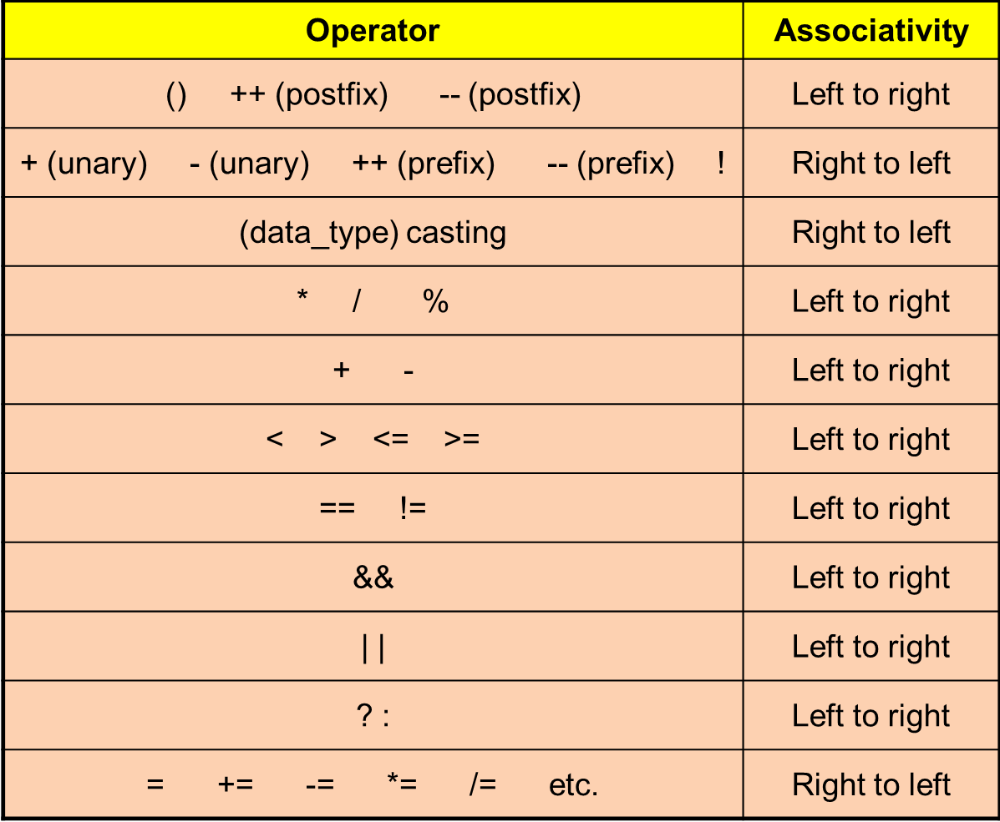 Operator Associativity
() ++ (postfix) -- (postfix) Left to right
+ (unary) - (unary) ++ (prefix) -- (prefix) ! Right to left
(data_type) casting Right to left
* / % Left to right
+ - Left to right
< > <= >= Left to right
== != Left to right
&& Left to right
| | Left to right
? : Left to right
= += -= *= /= etc. Right to left